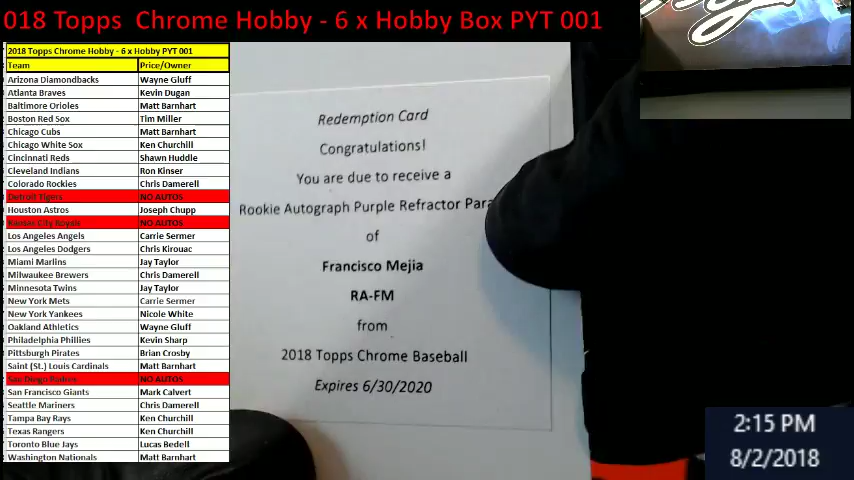 018 Topps Chrome Hobby - 6 x Hobby Box PYT 001
2018 Topps Chrome Hobby - 6 x Hobby PYT 001
Team Price/Owner
Arizona Diamondbacks Wayne Gluff
Atlanta Braves Kevin Dugan
Baltimore Orioles Matt Barnhart
Boston Red Sox Tim Miller
Chicago Cubs Matt Barnhart
Chicago White Sox Ken Churchill
Cincinnati Reds Shawn Huddle
Cleveland Indians Ron Kinser
Colorado Rockies Chris Damerell
Detroit Tigers NO AUTOS
Houston Astros Joseph Chupp
Kansas City Royals NO AUTOS
Los Angeles Angels Carrie Sermer
Los Angeles Dodgers Chris Kirouac
Miami Marlins Jay Taylor
Milwaukee Brewers Chris Damerell
Minnesota Twins Jay Taylor
New York Mets Carrie Sermer
New York Yankees Nicole White
Oakland Athletics Wayne Gluff
Philadelphia Phillies Kevin Sharp
Pittsburgh Pirates Brian Crosby
Saint (St.) Louis Cardinals Matt Barnhart
San Diego Padres NO AUTOS
San Francisco Giants Mark Calvert
Seattle Mariners Chris Damerell
Tampa Bay Rays Ken Churchill
Texas Rangers Ken Churchill
Toronto Blue Jays Lucas Bedell
Washington Nationals Matt Barnhart
Redemption Card
Congratulations!
You are due to receive a
Rookie Autograph Purple Refractor Para
of
Francisco Mejia
RA-FM
from
2018 Topps Chrome Baseball
Expires 6/30/2020
2:15 PM
8/2/2018